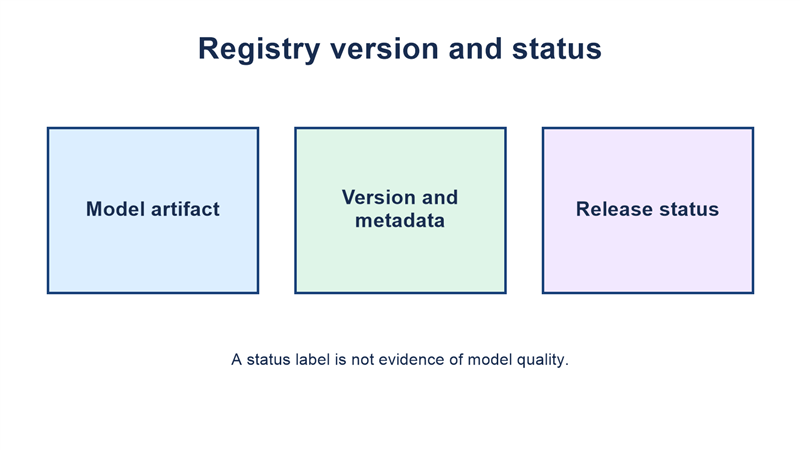 Registry version and status
Model artifact
Version and
metadata
Release status
A status label is not evidence of model quality.